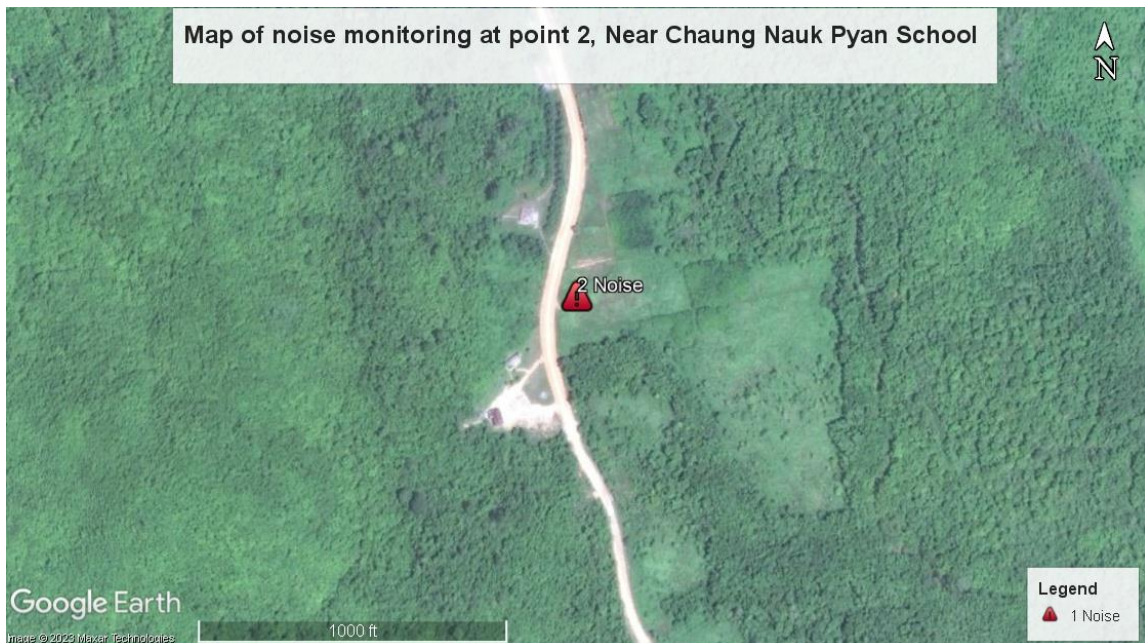 Map of noise monitoring at point 2, Near Chaung Nauk Pyan School
N
2 Noise
Google Earth
Image © 2023 Maxar Technologies
1000 ft
Legend
1 Noise